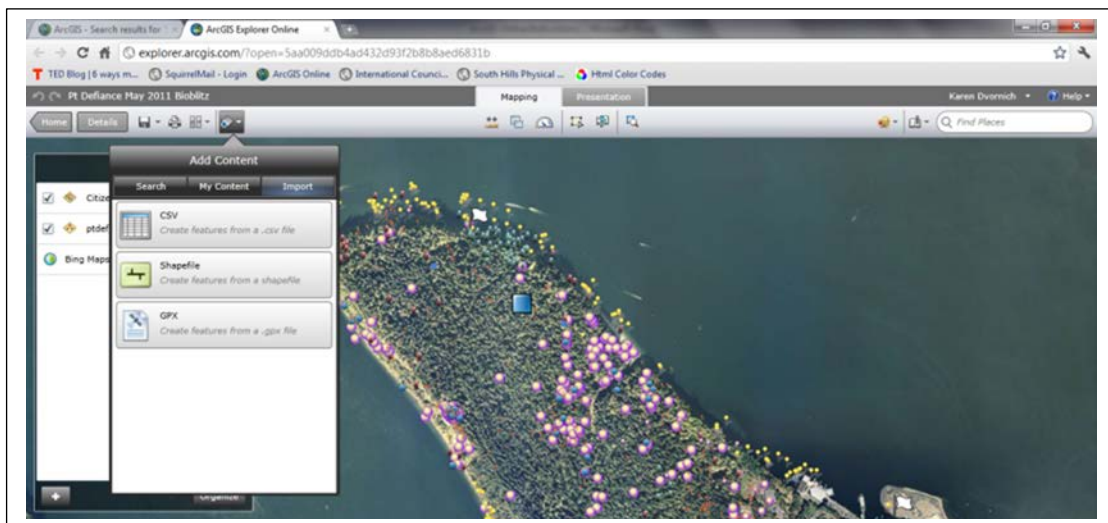 ArcGIS - Search results for
ArcGIS Explorer Online
explorer.arcgis.com/?open=5aa009ddb4ad432d93f2b8b8aed6831b
TED Blog | 6 ways m... SquirrelMail - Login ArcGIS Online International Counci... South Hills Physical ... Html Color Codes
Pt Defiance May 2011 Bioblitz Mapping Presentation Karen Dvornich Help
Home Details Find Places
Add Content
Search My Content Import
Citize
ptdef
Bing Maps
CSV
Create features from a .csv file
Shapefile
Create features from a shapefile
GPX
Create features from a .gpx file
Organize